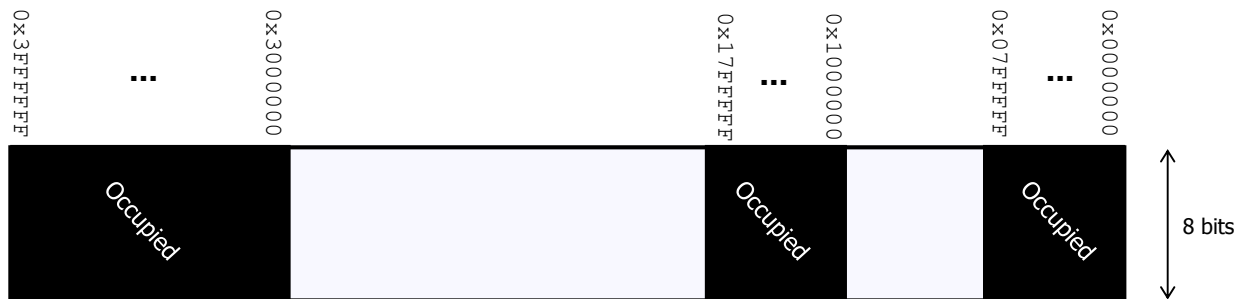 0x3FFFFFF
...
0x3000000
0x17FFFFF
...
0x1000000
0x07FFFFF
...
0x0000000
Occupied
Occupied
Occupied
8 bits